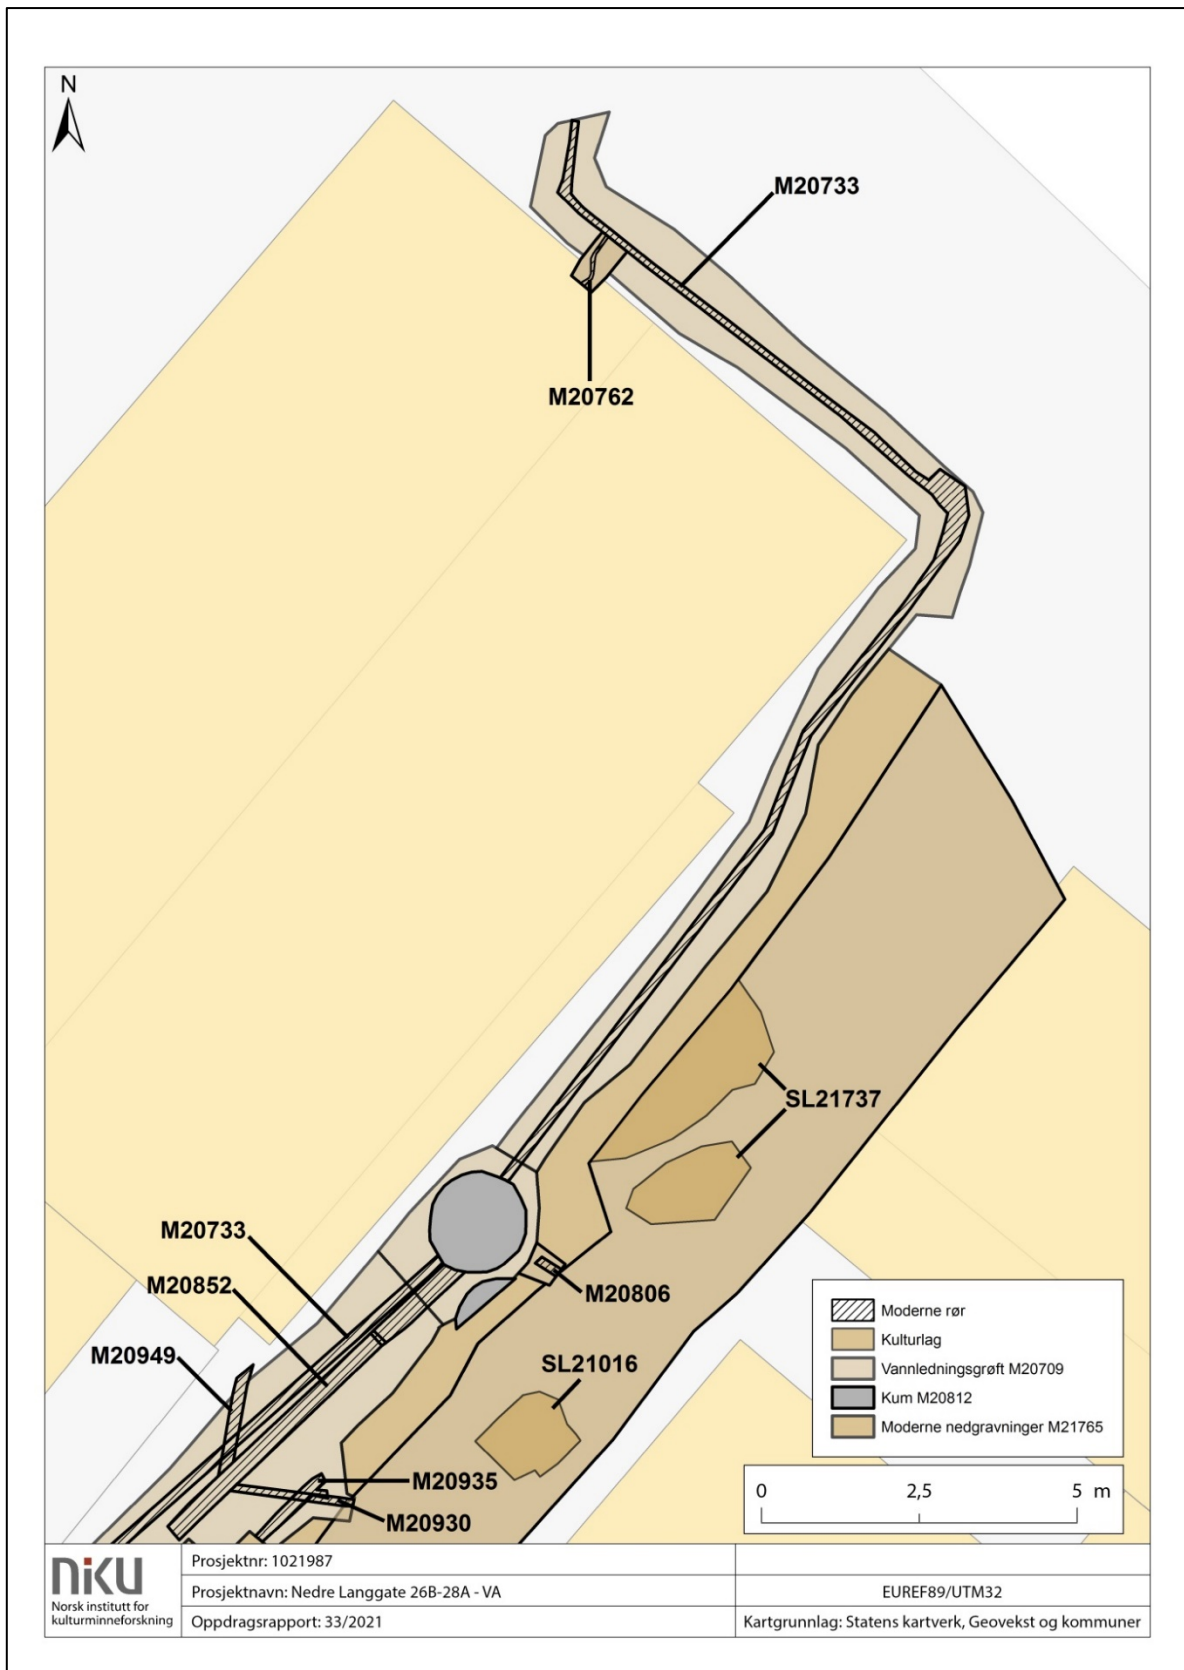 N
M20733
M20762
SL21737
M20733
M20852
M20949
M20806
SL21016
M20935
M20930
Moderne rør
Kulturlag
Vannledningsgrøft M20709
Kum M20812
Moderne nedgravninger M21765
0 2,5 5 m
niku
Norsk institutt for
kulturminneforskning
Prosjektnr: 1021987
Prosjektnavn: Nedre Langgate 26B-28A - VA
EUREF89/UTM32
Oppdragsrapport: 33/2021
Kartgrunnlag: Statens kartverk, Geovekst og kommuner